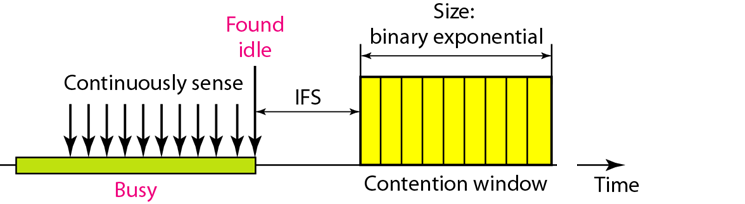 Found
idle
Size:
binary exponential
Continuously sense
IFS
Busy
Contention window
Time